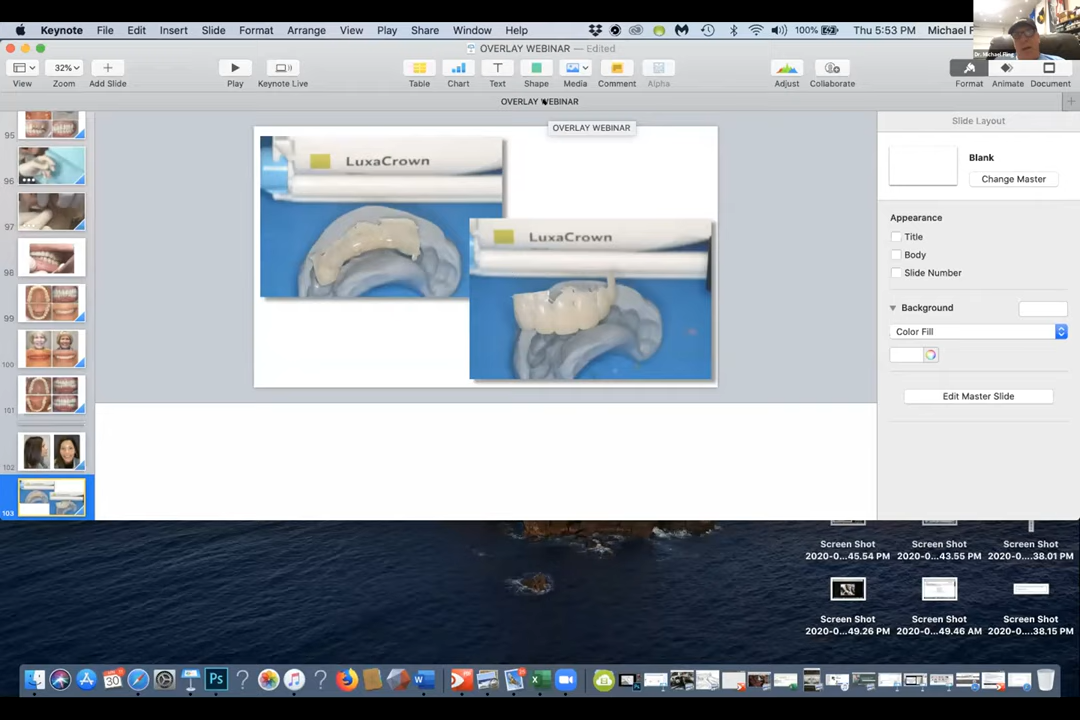 Keynote File Edit Insert Slide Format Arrange View Play Share Window Help 100% Thu 5:53 PM Michael
Dr. Michael Fling
OVERLAY WEBINAR — Edited
32%
View Zoom Add Slide Play Keynote Live Table Chart Text Shape Media Comment Alpha Adjust Collaborate Format Animate Document
OVERLAY WEBINAR
OVERLAY WEBINAR
Slide Layout
Blank
Change Master
Appearance
Title
Body
Slide Number
Background
Color Fill
Edit Master Slide
95
96
97
98
99
100
101
102
103
LuxaCrown
LuxaCrown
Screen Shot
2020-0...45.54 PM
Screen Shot
2020-0...43.55 PM
Screen Shot
2020-0...38.01 PM
Screen Shot
2020-0...49.26 PM
Screen Shot
2020-0...49.46 AM
Screen Shot
2020-0...38.15 PM
30
Ps
W
X